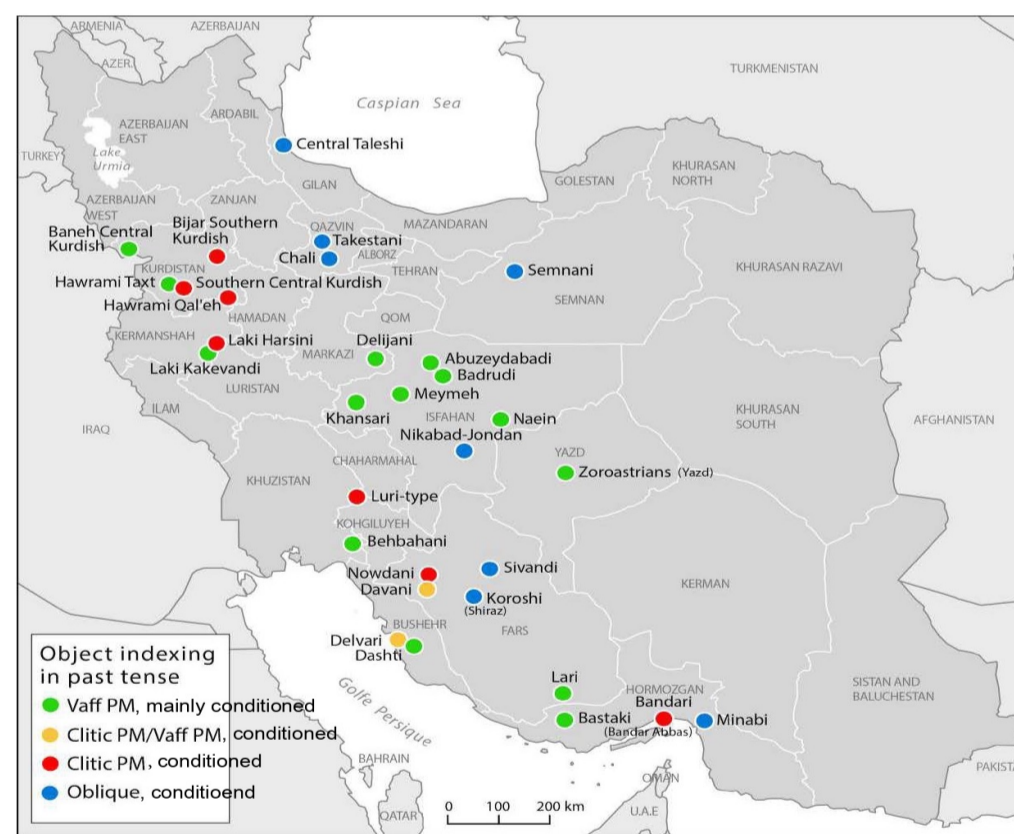 ARMENIA
AZERBAIJAN
AZER.
TURKMENISTAN
Caspian Sea
ARDABIL
AZERBAIJAN
EAST
Central Taleshi
TURKEY
Lake
Urmia
KHURASAN
NORTH
GILAN
GOLESTAN
AZERBAIJAN
WEST
ZANJAN
Baneh Central
Kurdish
Bijar Southern
Kurdish
QAZVIN
MAZANDARAN
Takestani
Chali
ALBORZ
KURDISTAN
TEHRAN
Semnani
KHURASAN RAZAVI
Hawrami Taxt
Southern Central Kurdish
Hawrami Qal'eh
SEMNAN
HAMADAN
QOM
KERMANSHAH
Laki Harsini
Delijani
MARKAZI
Abuzeydabadi
Laki Kakevandi
Badrudi
LURISTAN
Meymeh
ILAM
Khansari
ISFAHAN
Naein
KHURASAN
SOUTH
AFGHANISTAN
IRAQ
Nikabad-Jondan
YAZD
CHAHARMAHAL
Zoroastrians (Yazd)
KHUZISTAN
Luri-type
KOHGILUYEH
Behbahani
Nowdani
Sivandi
Davani
KERMAN
Koroshi
(Shiraz)
BUSHEHR
FARS
Delvari
Dashti
Lari
HORMOZGAN
SISTAN AND
BALUCHESTAN
Bandari
(Bandar Abbas)
Bastaki
Minabi
Golfe Persique
BAHRAIN
QATAR
OMAN
U.A.E
PAKISTA
Object indexing
in past tense
Vaff PM, mainly conditioned
Clitic PM/Vaff PM, conditioned
Clitic PM, conditioned
Oblique, conditioend
0 100 200 km